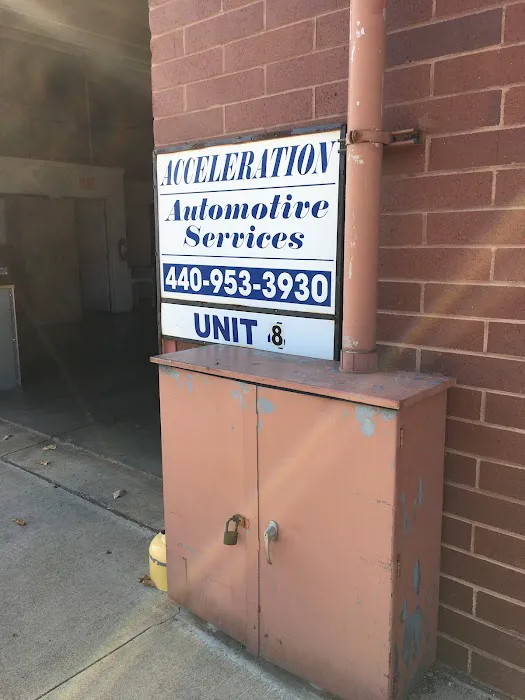 ACCELERATION
Automotive
Services
440-953-3930
UNIT 8